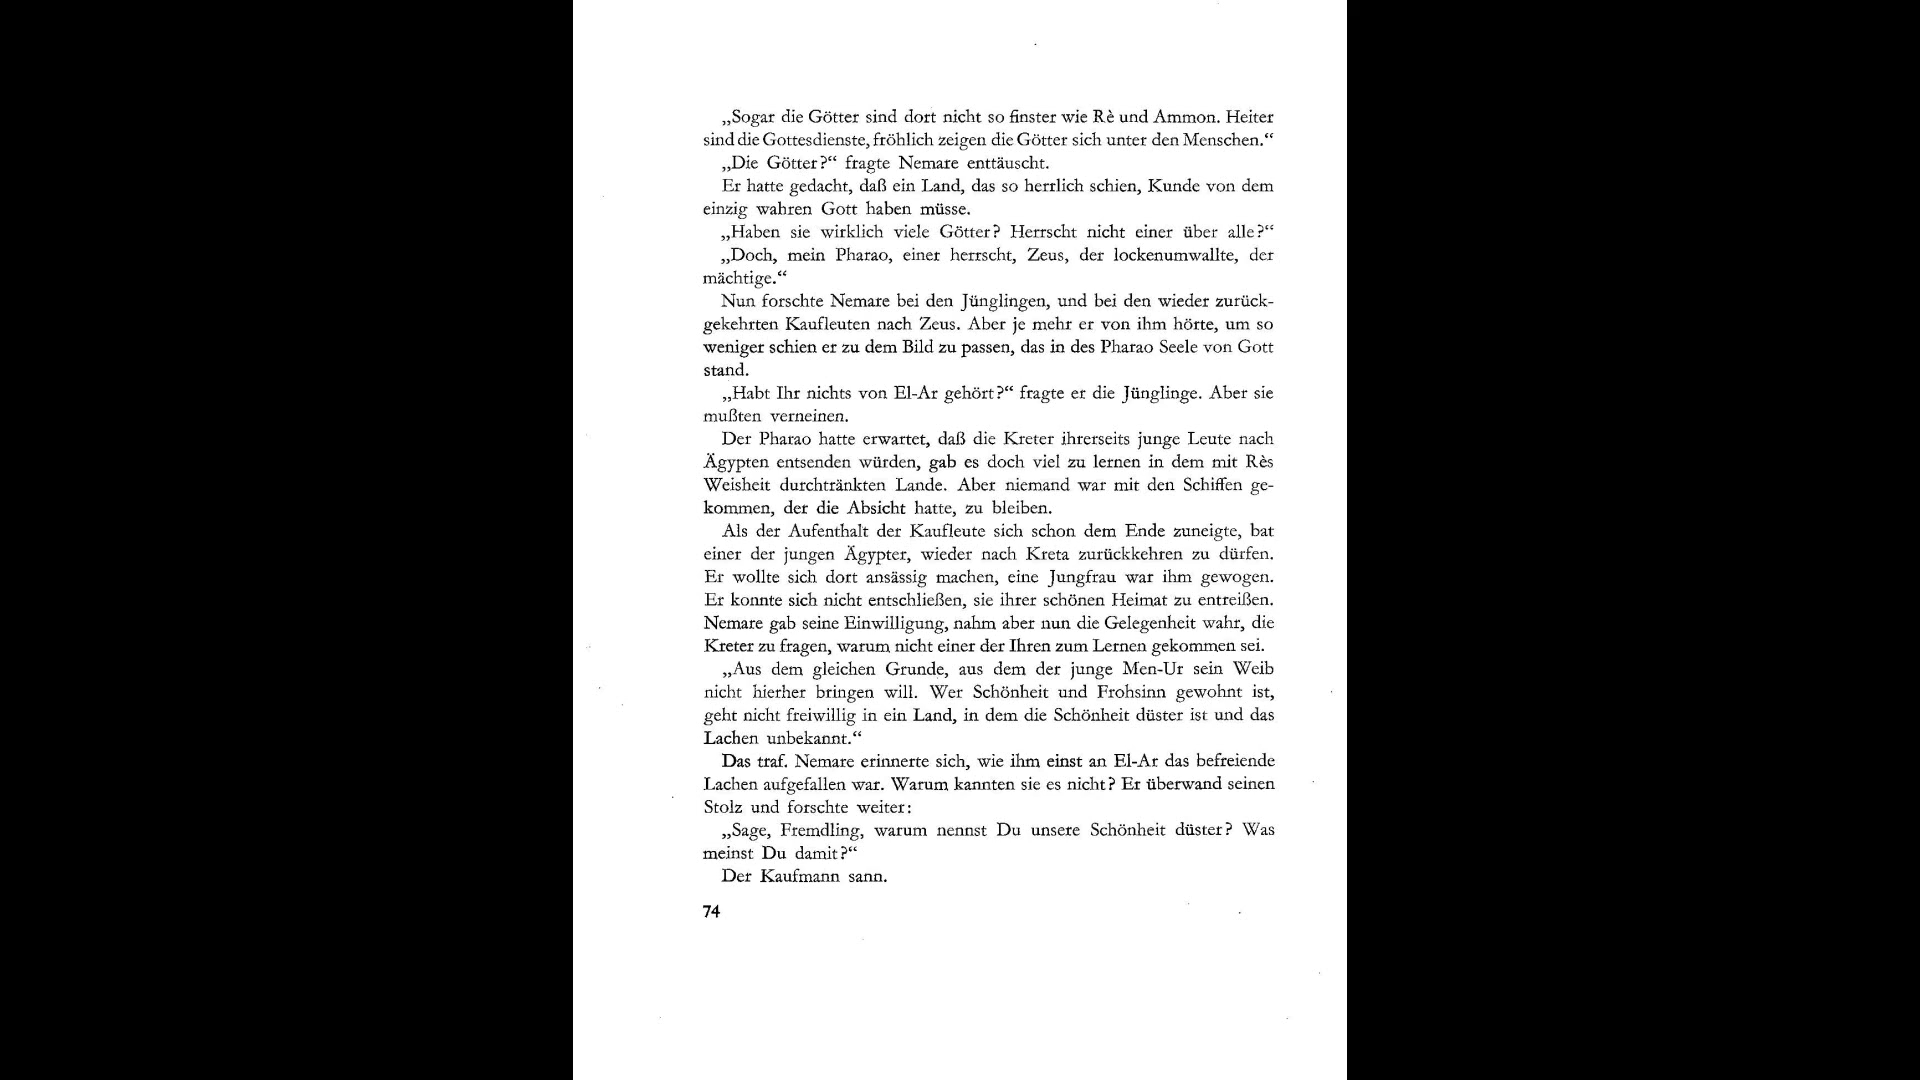 „Sogar die Götter sind dort nicht so finster wie Rè und Ammon. Heiter
sind die Gottesdienste, fröhlich zeigen die Götter sich unter den Menschen.“
„Die Götter?“ fragte Nemare enttäuscht.
Er hatte gedacht, daß ein Land, das so herrlich schien, Kunde von dem
einzig wahren Gott haben müsse.
„Haben sie wirklich viele Götter? Herrscht nicht einer über alle?“
„Doch, mein Pharao, einer herrscht, Zeus, der lockenumwallte, der
mächtige.“
Nun forschte Nemare bei den Jünglingen, und bei den wieder zurück-
gekehrten Kaufleuten nach Zeus. Aber je mehr er von ihm hörte, um so
weniger schien er zu dem Bild zu passen, das in des Pharao Seele von Gott
stand.
„Habt Ihr nichts von El-Ar gehört?“ fragte er die Jünglinge. Aber sie
mußten verneinen.
Der Pharao hatte erwartet, daß die Kreter ihrerseits junge Leute nach
Ägypten entsenden würden, gab es doch viel zu lernen in dem mit Rès
Weisheit durchtränkten Lande. Aber niemand war mit den Schiffen ge-
kommen, der die Absicht hatte, zu bleiben.
Als der Aufenthalt der Kaufleute sich schon dem Ende zuneigte, bat
einer der jungen Ägypter, wieder nach Kreta zurückkehren zu dürfen.
Er wollte sich dort ansässig machen, eine Jungfrau war ihm gewogen.
Er konnte sich nicht entschließen, sie ihrer schönen Heimat zu entreißen.
Nemare gab seine Einwilligung, nahm aber nun die Gelegenheit wahr, die
Kreter zu fragen, warum nicht einer der Ihren zum Lernen gekommen sei.
„Aus dem gleichen Grunde, aus dem der junge Men-Ur sein Weib
nicht hierher bringen will. Wer Schönheit und Frohsinn gewohnt ist,
geht nicht freiwillig in ein Land, in dem die Schönheit düster ist und das
Lachen unbekannt.“
Das traf. Nemare erinnerte sich, wie ihm einst an El-Ar das befreiende
Lachen aufgefallen war. Warum kannten sie es nicht? Er überwand seinen
Stolz und forschte weiter:
„Sage, Fremdling, warum nennst Du unsere Schönheit düster? Was
meinst Du damit?“
Der Kaufmann sann.
74